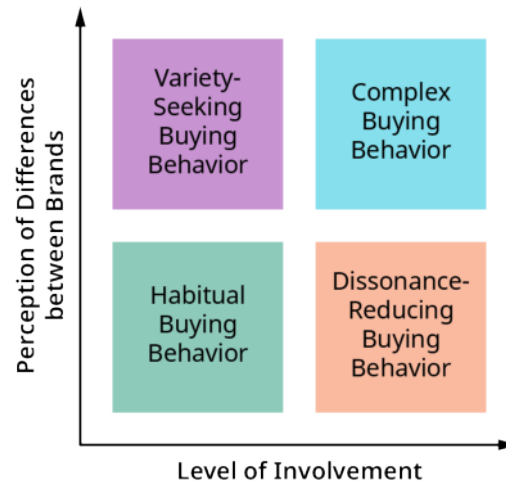 Perception of Differences
between Brands
Variety-
Seeking
Buying
Behavior
Complex
Buying
Behavior
Habitual
Buying
Behavior
Dissonance-
Reducing
Buying
Behavior
Level of Involvement